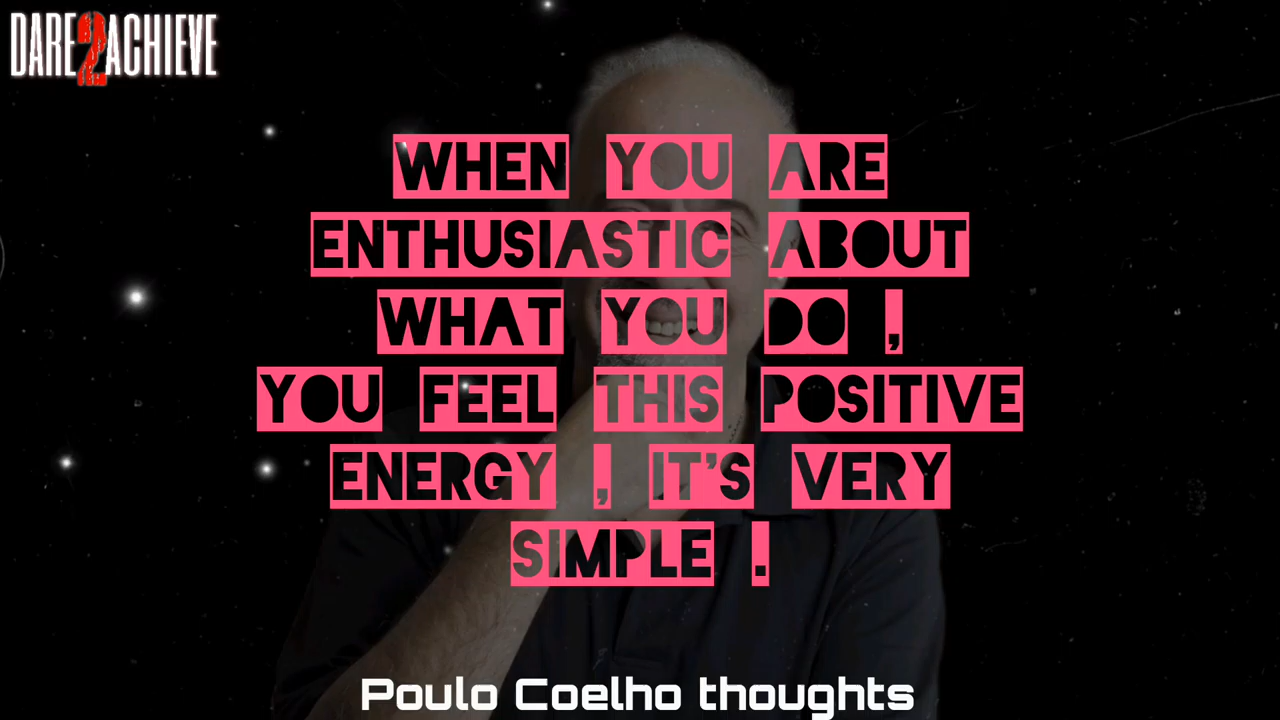 DARE2ACHIEVE
WHEN YOU ARE
ENTHUSIASTIC ABOUT
WHAT YOU DO ,
YOU FEEL THIS POSITIVE
ENERGY , IT'S VERY
SIMPLE .
Poulo Coelho thoughts